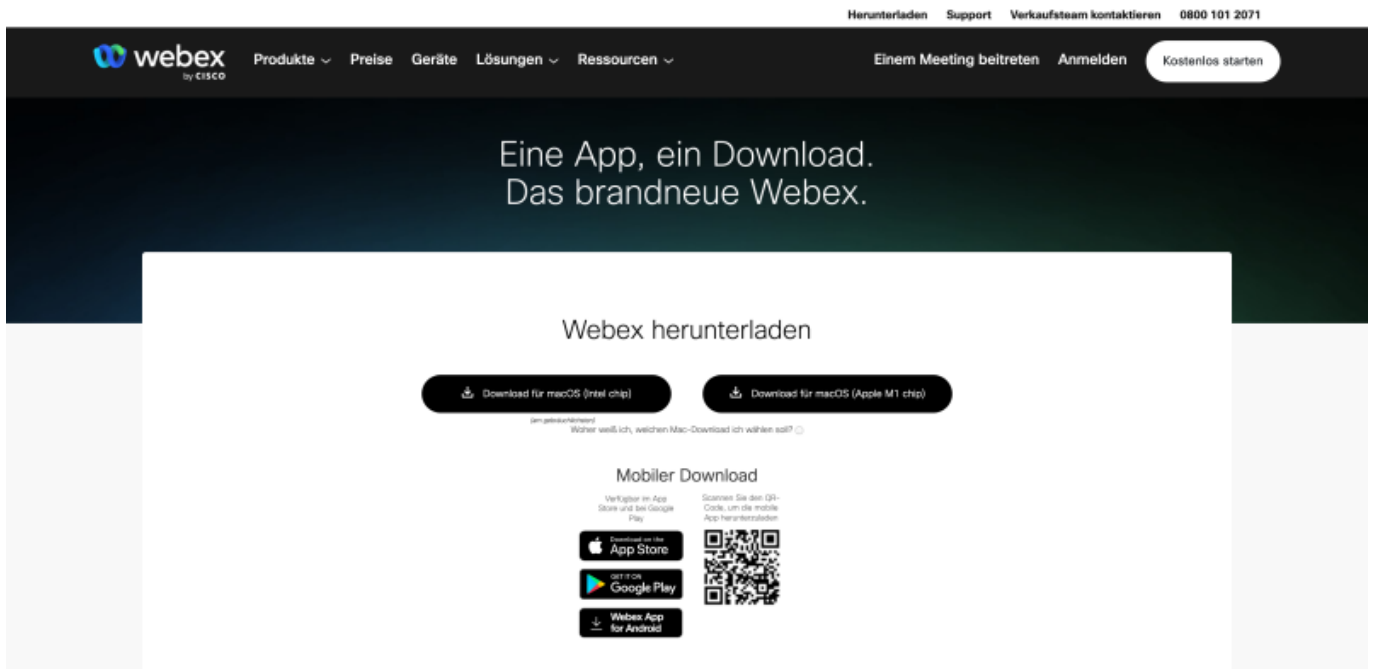 Herunterladen Support Verkaufsteam kontaktieren 0800 101 2071
webex
by CISCO
Produkte Preise Geräte Lösungen Ressourcen
Einem Meeting beitreten Anmelden Kostenlos starten
Eine App, ein Download.
Das brandneue Webex.
Webex herunterladen
Download für macOS (Intel chip)
Download für macOS (Apple M1 chip)
(am gebräuchlichsten)
Woher weiß ich, welchen Mac-Download ich wählen soll?
Mobiler Download
Verfügbar im App
Store und bei Google
Play
Scannen Sie den QR-
Code, um die mobile
App herunterzuladen
Download on the
App Store
GET IT ON
Google Play
Webex App
for Android